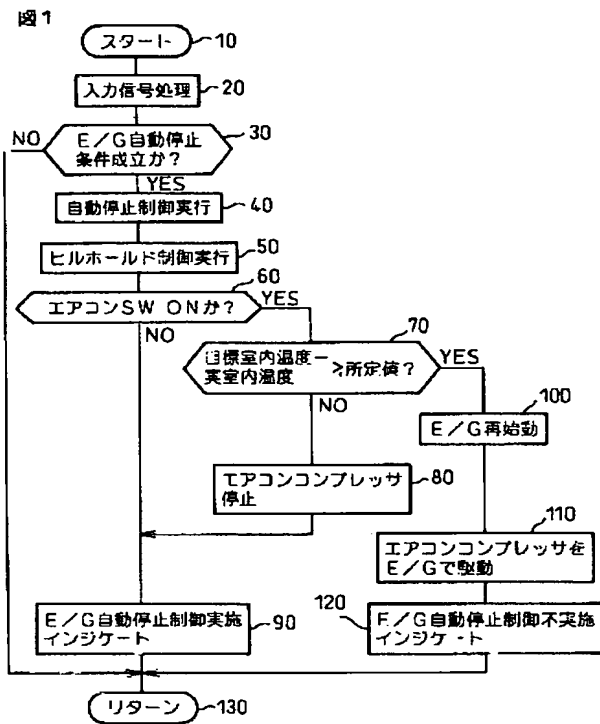 図1
スタート
10
入力信号処理
20
NO
E/G自動停止
条件成立か?
30
YES
自動停止制御実行
40
ヒルホールド制御実行
50
エアコンSW ONか?
60
YES
NO
目標室内温度ー
実室内温度
≧所定値?
70
YES
NO
エアコンコンプレッサ
停止
80
E/G再始動
100
エアコンコンプレッサを
E/Gで駆動
110
E/G自動停止制御実施
インジケート
90
E/G自動停止制御不実施
インジケート
120
リターン
130